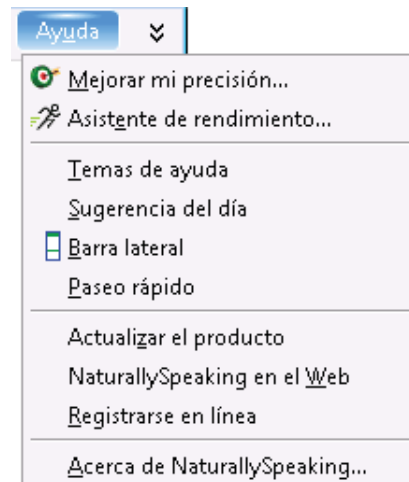 Ayuda
Mejorar mi precisión...
Asistente de rendimiento...
Temas de ayuda
Sugerencia del día
Barra lateral
Paseo rápido
Actualizar el producto
NaturallySpeaking en el Web
Registrarse en línea
Acerca de NaturallySpeaking...